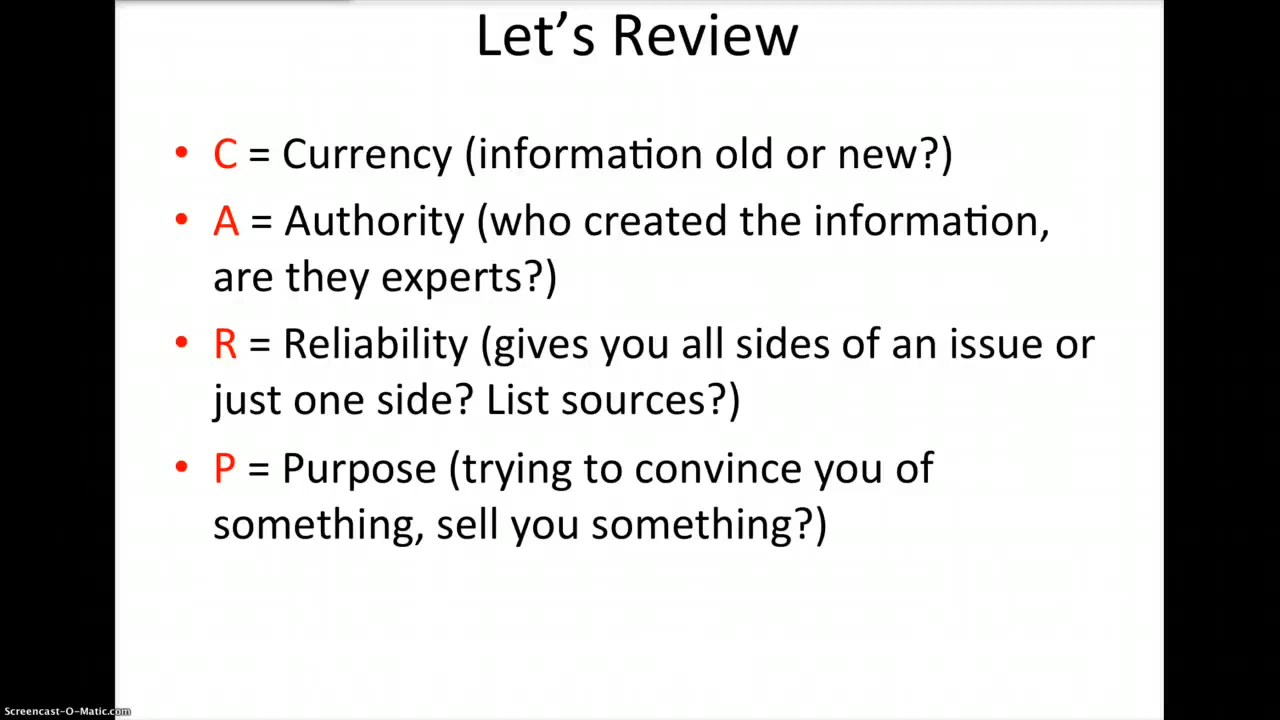 Let's Review
• C = Currency (information old or new?)
• A = Authority (who created the information,
are they experts?)
• R = Reliability (gives you all sides of an issue or
just one side? List sources?)
• P = Purpose (trying to convince you of
something, sell you something?)
Screencast-O-Matic.com